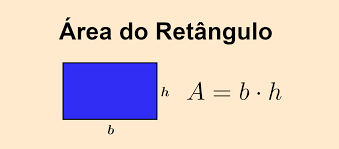 Área do Retângulo
h
A = b · h
b